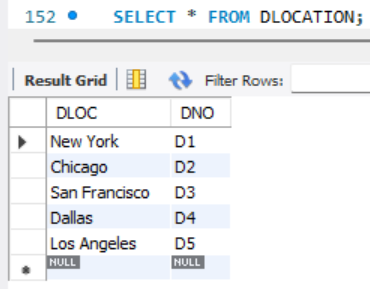 152 SELECT * FROM DLOCATION;
Result Grid Filter Rows:
DLOC DNO
New York D1
Chicago D2
San Francisco D3
Dallas D4
Los Angeles D5
NULL NULL